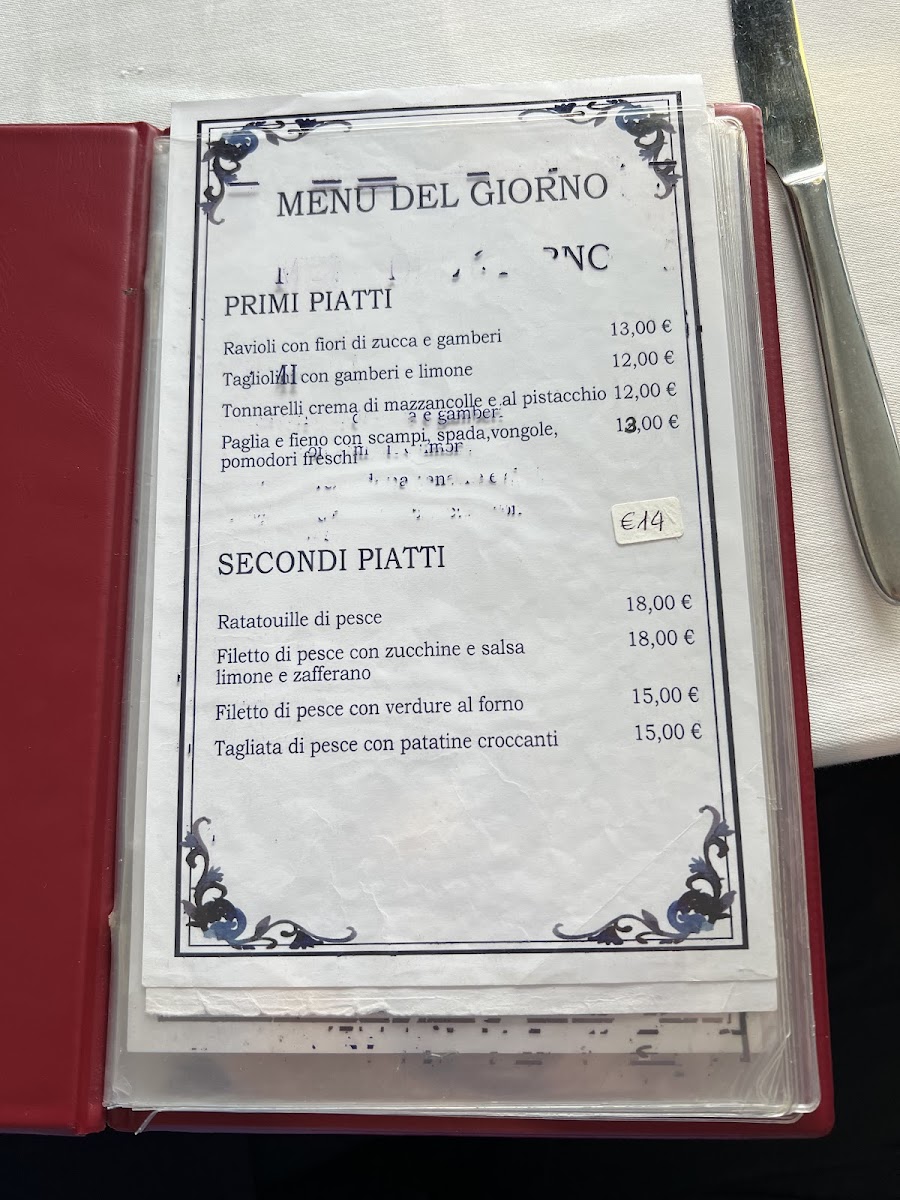 MENU DEL GIORNO
PRIMI PIATTI
Ravioli con fiori di zucca e gamberi 13,00 €
Tagliolini con gamberi e limone 12,00 €
Tonnarelli crema di mazzancolle e al pistacchio 12,00 €
Paglia e fieno con scampi, spada,vongole, 13,00 €
pomodori freschi
€14
SECONDI PIATTI
Ratatouille di pesce 18,00 €
Filetto di pesce con zucchine e salsa 18,00 €
limone e zafferano
Filetto di pesce con verdure al forno 15,00 €
Tagliata di pesce con patatine croccanti 15,00 €